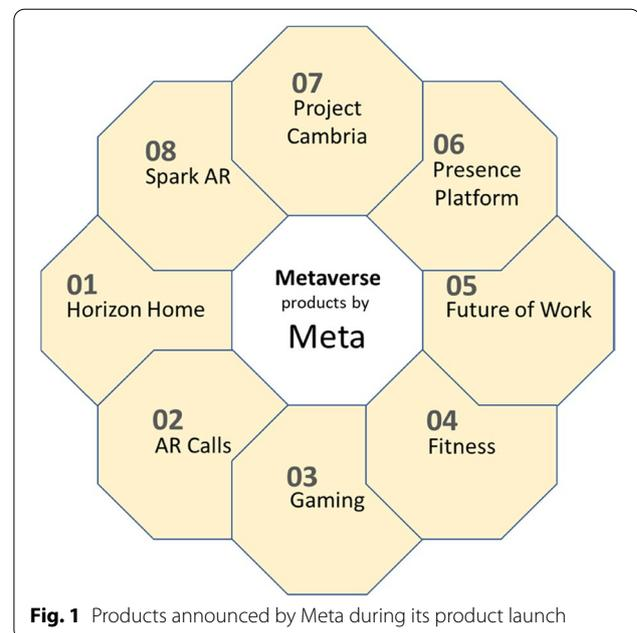 07
Project
Cambria
08
Spark AR
06
Presence
Platform
01
Horizon Home
Metaverse
products by
Meta
05
Future of Work
02
AR Calls
03
Gaming
04
Fitness
Fig. 1 Products announced by Meta during its product launch